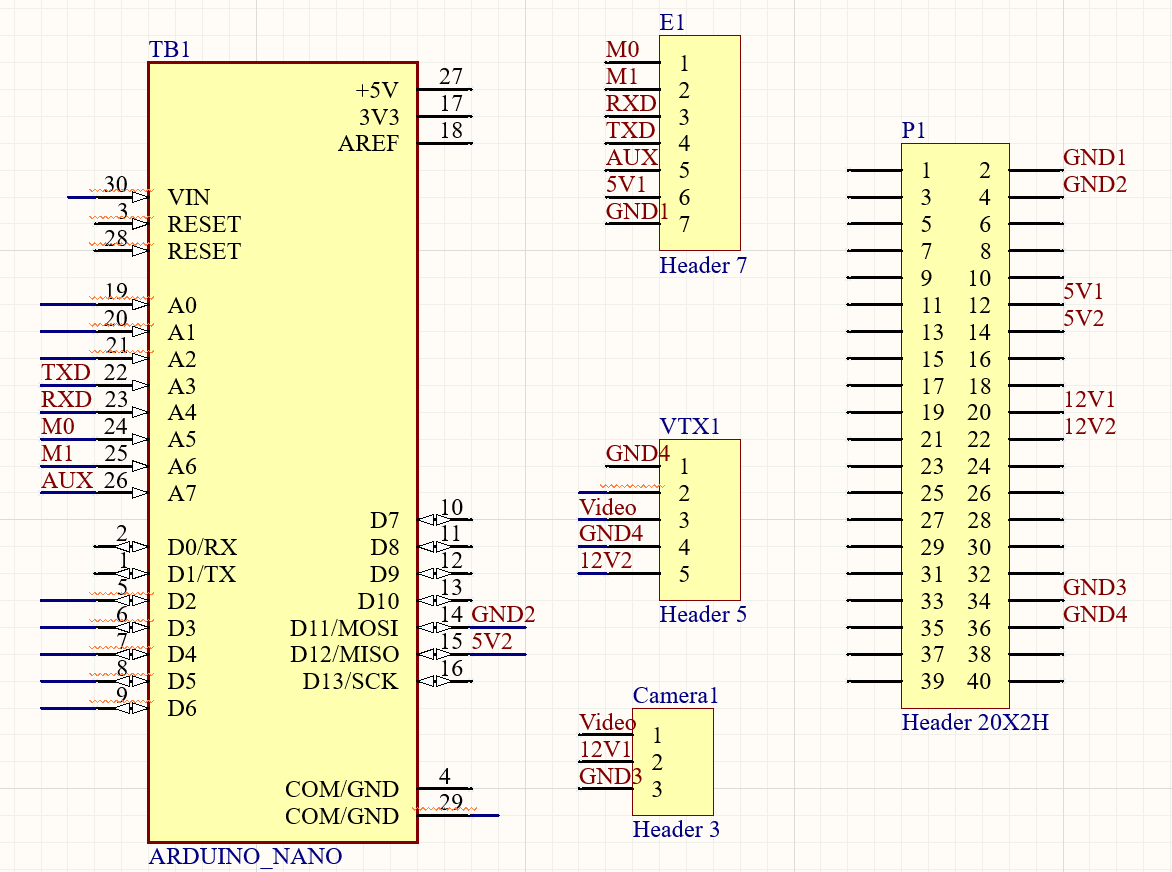 TB1
+5V 27
3V3 17
AREF 18
30 VIN
3 RESET
28 RESET
19 A0
20 A1
21 A2
TXD 22 A3
RXD 23 A4
M0 24 A5
M1 25 A6
AUX 26 A7
D7 10
2 D0/RX D8 11
1 D1/TX D9 12
5 D2 D10 13
6 D3 D11/MOSI 14 GND2
7 D4 D12/MISO 15 5V2
8 D5 D13/SCK 16
9 D6
COM/GND 4
COM/GND 29
ARDUINO_NANO
E1
M0 1
M1 2
RXD 3
TXD 4
AUX 5
5V1 6
GND1 7
Header 7
VTX1
GND4 1
2
Video 3
GND4 4
12V2 5
Header 5
Camera1
Video 1
12V1 2
GND3 3
Header 3
P1
1 2 GND1
3 4 GND2
5 6
7 8
9 10
11 12 5V1
13 14 5V2
15 16
17 18
19 20 12V1
21 22 12V2
23 24
25 26
27 28
29 30
31 32
33 34 GND3
35 36 GND4
37 38
39 40
Header 20X2H